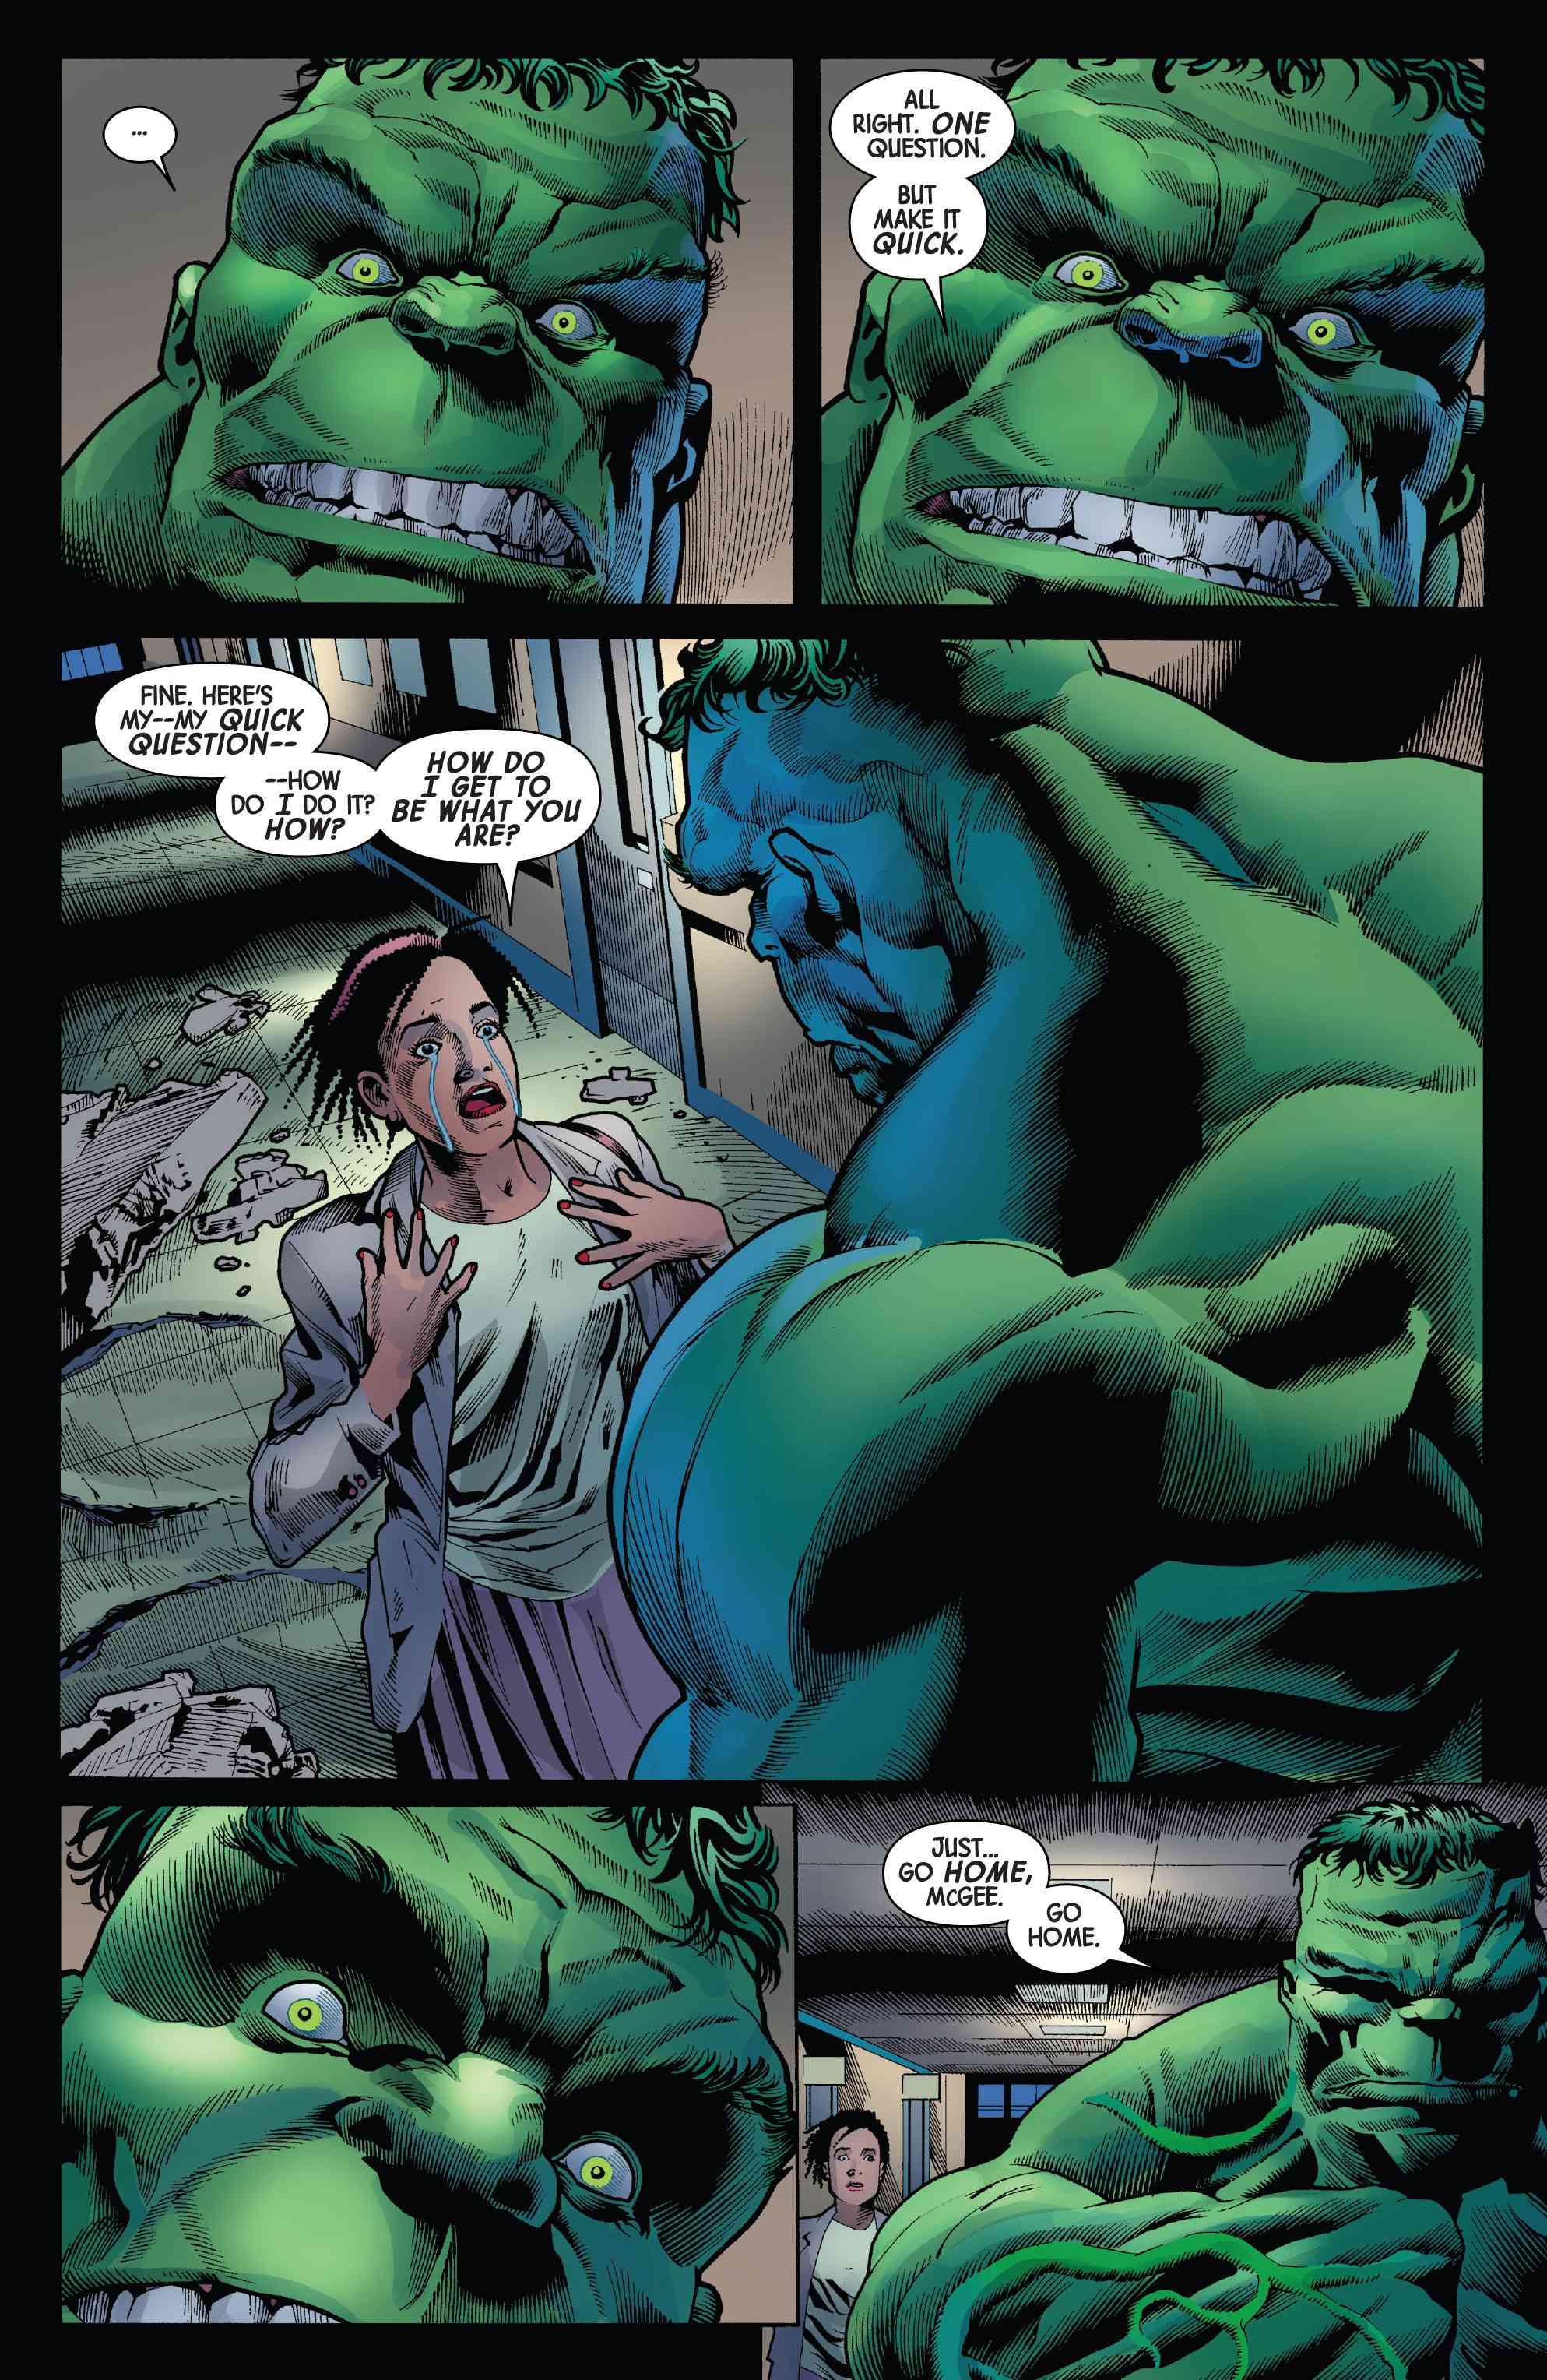 ...
ALL
RIGHT. ONE
QUESTION.
BUT
MAKE IT
QUICK.
FINE. HERE'S
MY--MY QUICK
QUESTION--
--HOW
DO I DO IT?
HOW?
HOW DO
I GET TO
BE WHAT YOU
ARE?
JUST...
GO HOME,
McGEE.
GO
HOME.